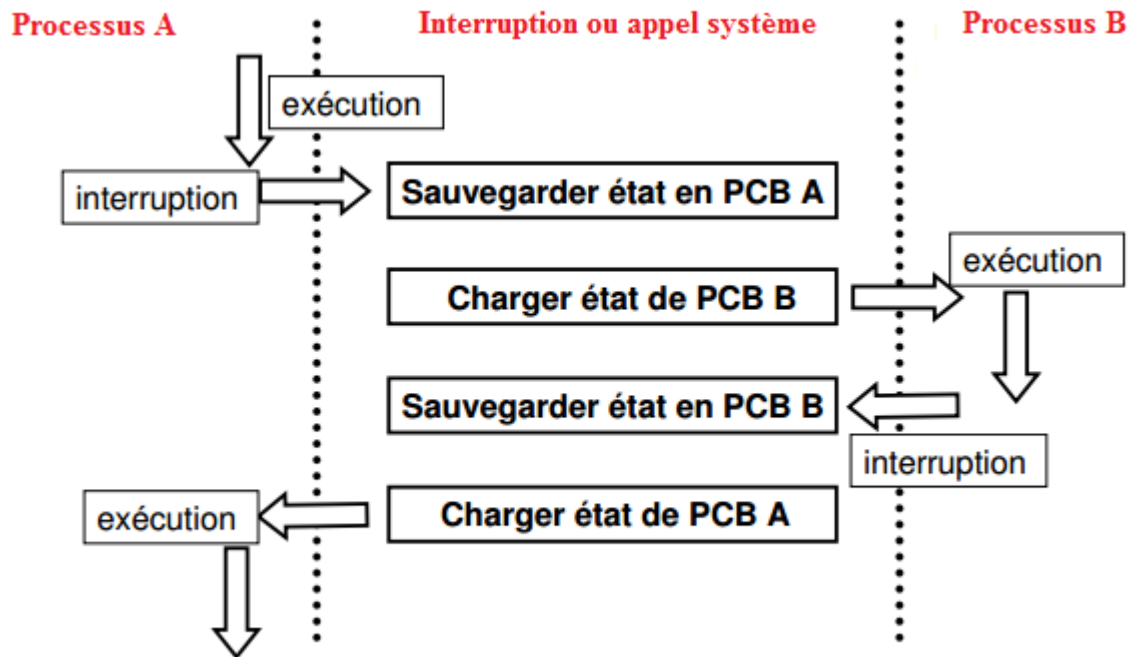 Processus A
Interruption ou appel système
Processus B
exécution
interruption
Sauvegarder état en PCB A
exécution
Charger état de PCB B
Sauvegarder état en PCB B
interruption
exécution
Charger état de PCB A